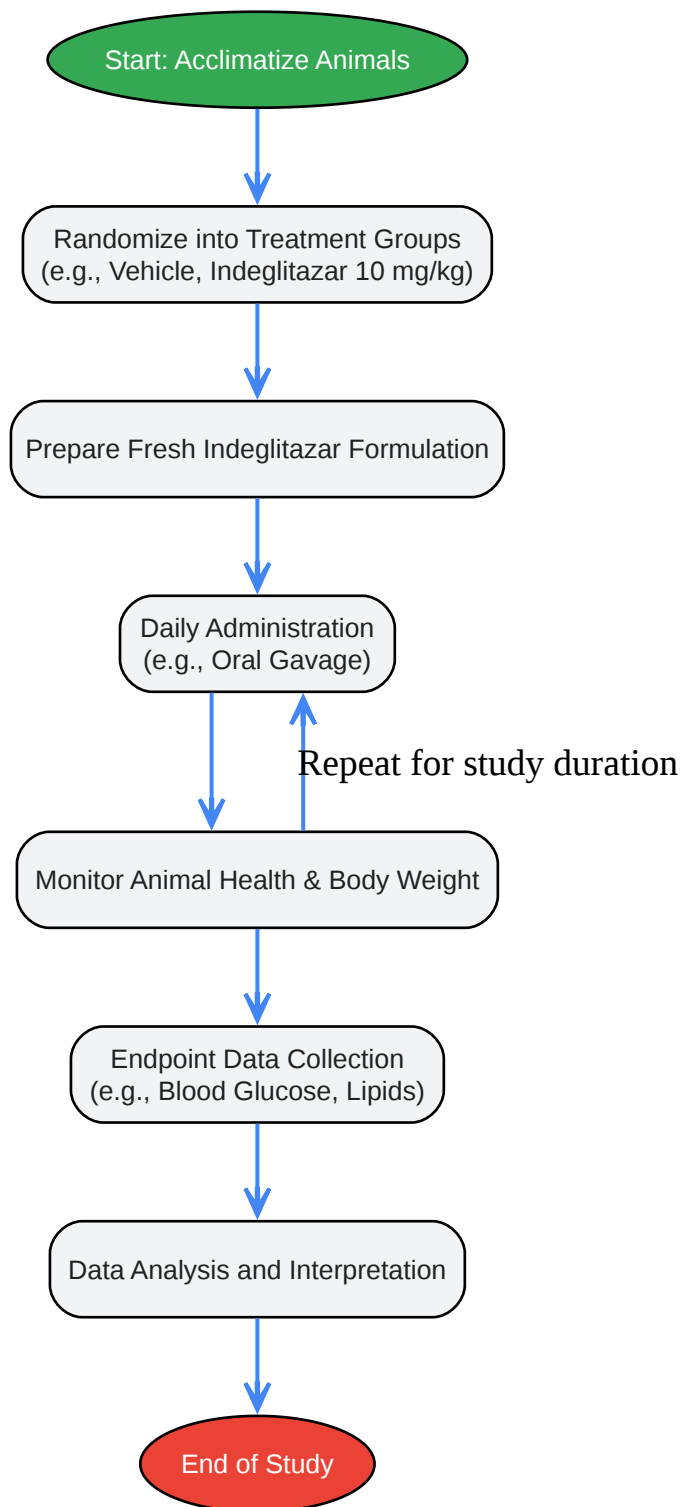 Start: Acclimatize Animals
Randomize into Treatment Groups
(e.g., Vehicle, Indeglitazar 10 mg/kg)
Prepare Fresh Indeglitazar Formulation
Daily Administration
(e.g., Oral Gavage)
Repeat for study duration
Monitor Animal Health & Body Weight
Endpoint Data Collection
(e.g., Blood Glucose, Lipids)
Data Analysis and Interpretation
End of Study